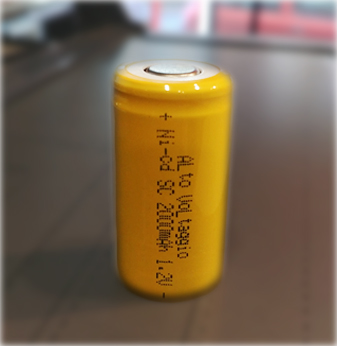 ALto VoLtaggio
+ Ni-cd SC 2000mAh 1.2V -